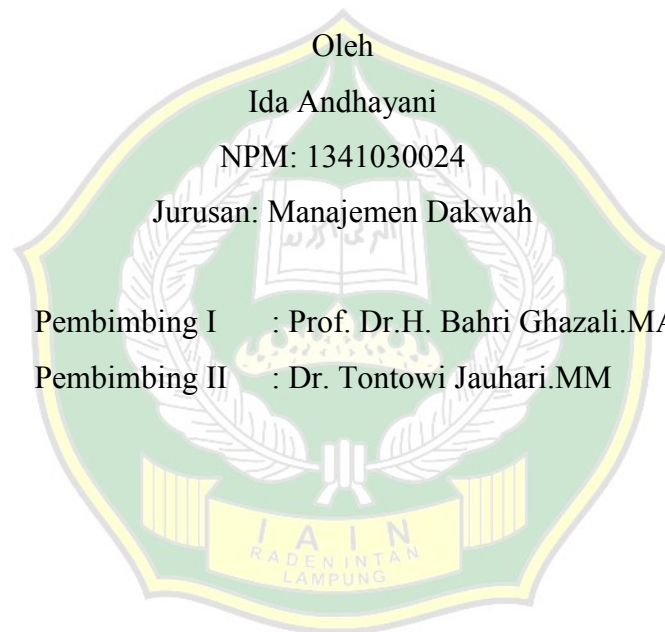 Oleh
Ida Andhayani
NPM: 1341030024
Jurusan: Manajemen Dakwah
Pembimbing I : Prof. Dr.H. Bahri Ghazali.MA
Pembimbing II : Dr. Tontowi Jauhari.MM
IAIN
RADEN INTAN
LAMPUNG